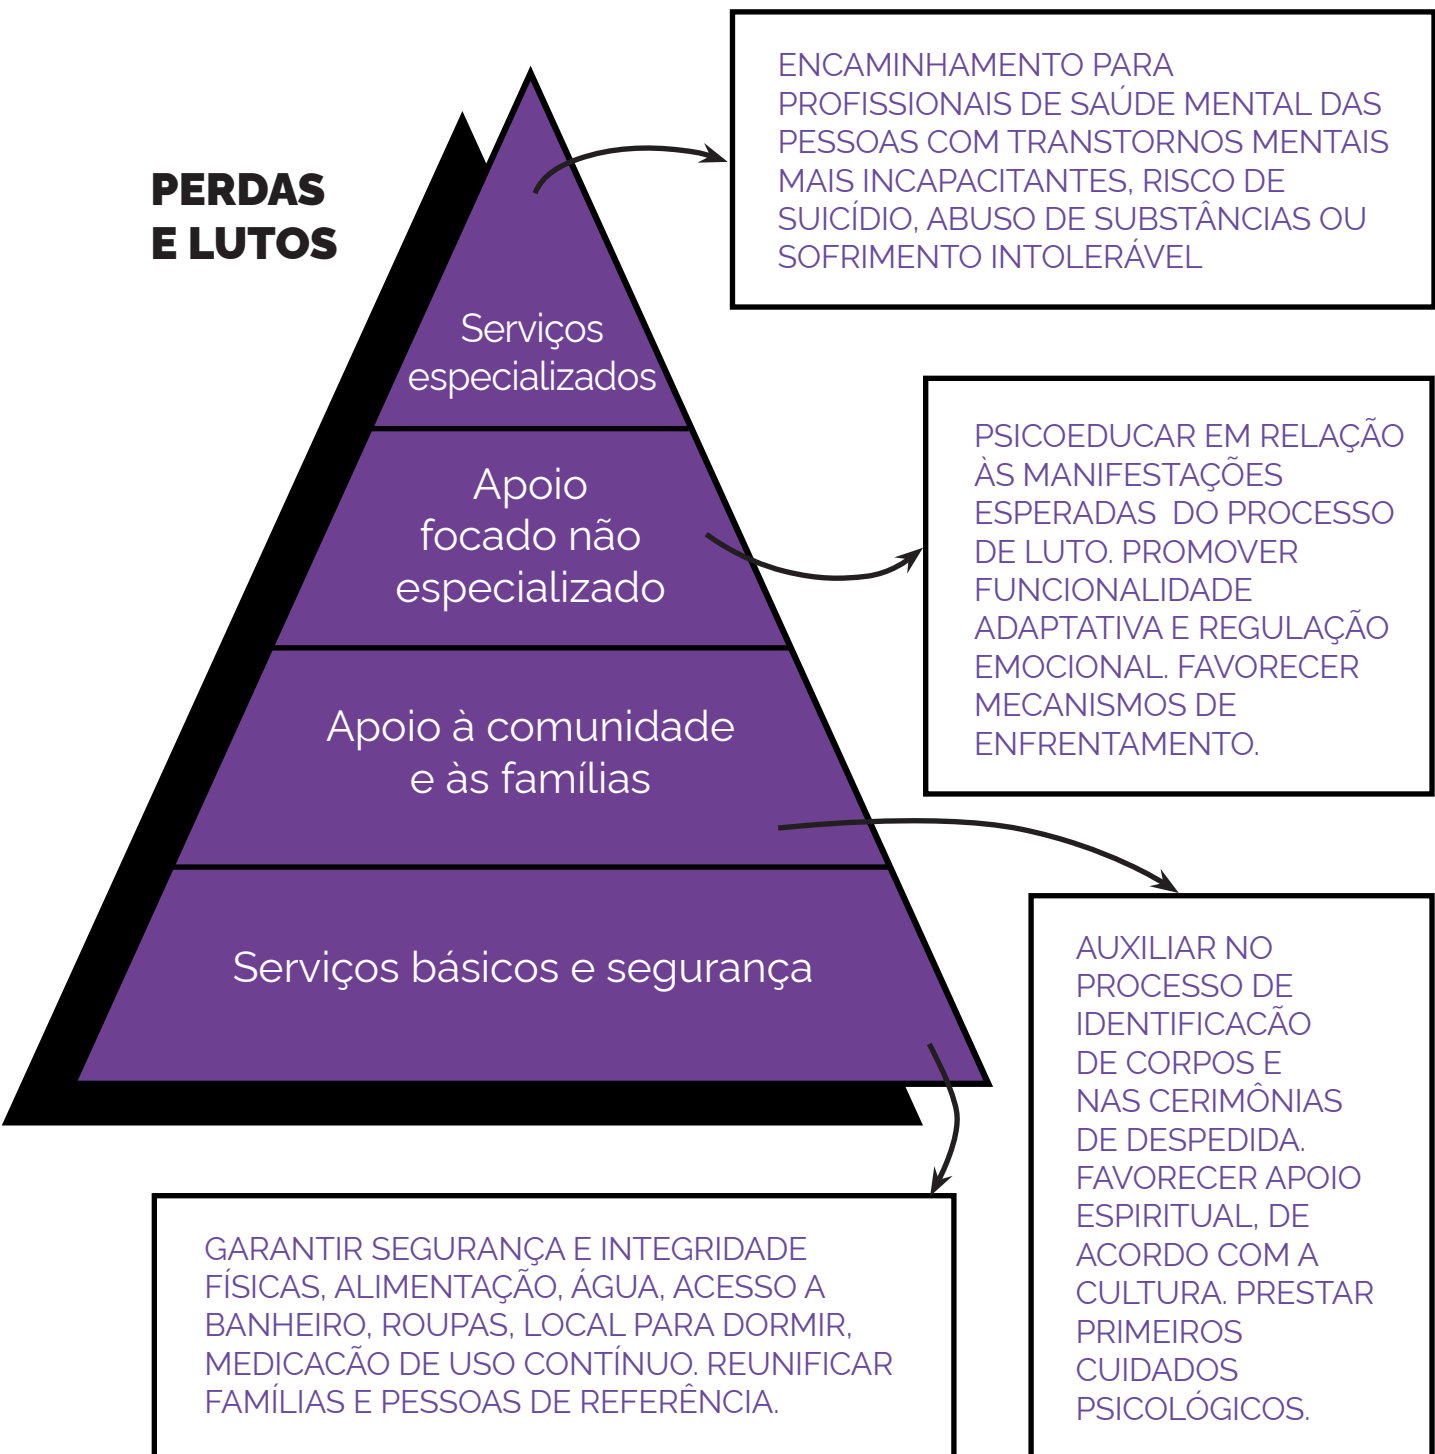 PERDAS
E LUTOS
ENCAMINHAMENTO PARA
PROFISSIONAIS DE SAÚDE MENTAL DAS
PESSOAS COM TRANSTORNOS MENTAIS
MAIS INCAPACITANTES, RISCO DE
SUICÍDIO, ABUSO DE SUBSTÂNCIAS OU
SOFRIMENTO INTOLERÁVEL
Serviços
especializados
PSICOEDUCAR EM RELAÇÃO
ÀS MANIFESTAÇÕES
ESPERADAS  DO PROCESSO
DE LUTO. PROMOVER
FUNCIONALIDADE
ADAPTATIVA E REGULAÇÃO
EMOCIONAL. FAVORECER
MECANISMOS DE
ENFRENTAMENTO.
Apoio
focado não
especializado
Apoio à comunidade
e às famílias
AUXILIAR NO
PROCESSO DE
IDENTIFICACÃO
DE CORPOS E
NAS CERIMÔNIAS
DE DESPEDIDA.
FAVORECER APOIO
ESPIRITUAL, DE
ACORDO COM A
CULTURA. PRESTAR
PRIMEIROS
CUIDADOS
PSICOLÓGICOS.
Serviços básicos e segurança
GARANTIR SEGURANÇA E INTEGRIDADE
FÍSICAS, ALIMENTAÇÃO, ÁGUA, ACESSO A
BANHEIRO, ROUPAS, LOCAL PARA DORMIR,
MEDICACÃO DE USO CONTÍNUO. REUNIFICAR
FAMÍLIAS E PESSOAS DE REFERÊNCIA.